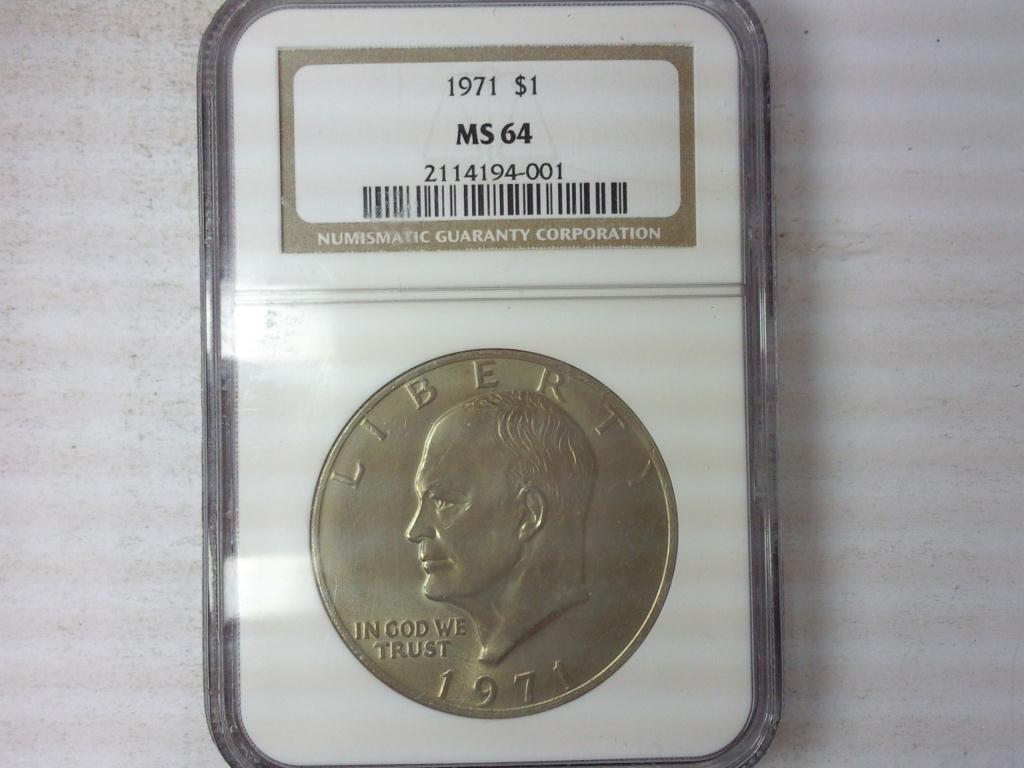 1971 $1
MS 64
2114194-001
NUMISMATIC GUARANTY CORPORATION
LIBERTY
IN GOD WE
TRUST
1971